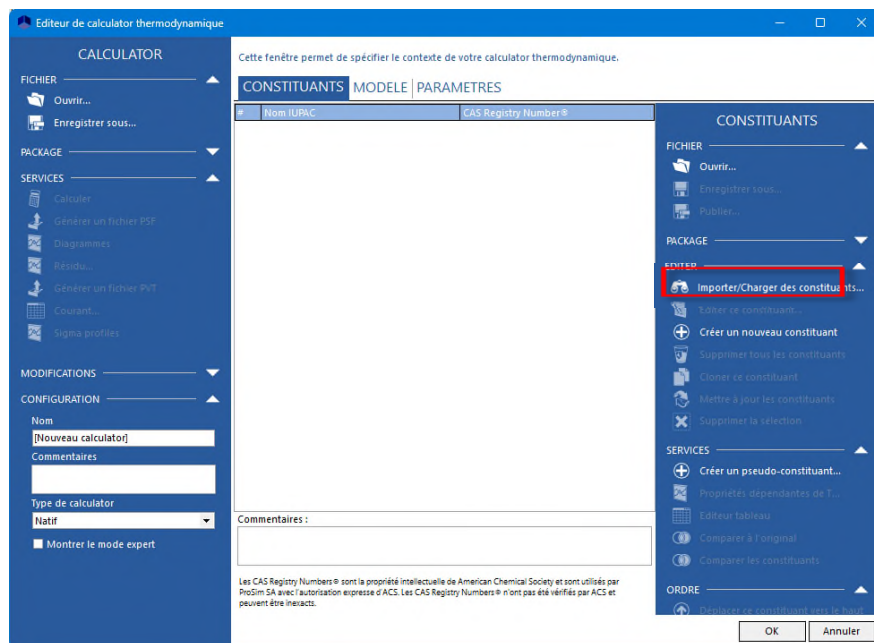 Editeur de calculator thermodynamique
CALCULATOR
FICHIER
Ouvrir...
Enregistrer sous...
PACKAGE
SERVICES
Calculer
Générer un fichier PSF
Diagrammes
Résidu...
Générer un fichier PVT
Courant...
Sigma profiles
MODIFICATIONS
CONFIGURATION
Nom
[Nouveau calculator]
Commentaires
Type de calculator
Natif
Montrer le mode expert
Cette fenêtre permet de spécifier le contexte de votre calculator thermodynamique.
CONSTITUANTS MODELE PARAMETRES
# Nom IUPAC CAS Registry Number®
Commentaires :
Les CAS Registry Numbers® sont la propriété intellectuelle de American Chemical Society et sont utilisés par
ProSim SA avec l'autorisation expresse d'ACS. Les CAS Registry Numbers® n'ont pas été vérifiés par ACS et
peuvent être inexacts.
CONSTITUANTS
FICHIER
Ouvrir...
Enregistrer sous...
Publier...
PACKAGE
EDITER
Importer/Charger des constituants...
Editer ce constituant...
Créer un nouveau constituant
Supprimer tous les constituants
Cloner ce constituant
Mettre à jour les constituants
Supprimer la sélection
SERVICES
Créer un pseudo-constituant...
Propriétés dépendantes de T...
Editeur tableau
Comparer à l'original
Comparer les constituants
ORDRE
Déplacer ce constituant vers le haut
OK Annuler